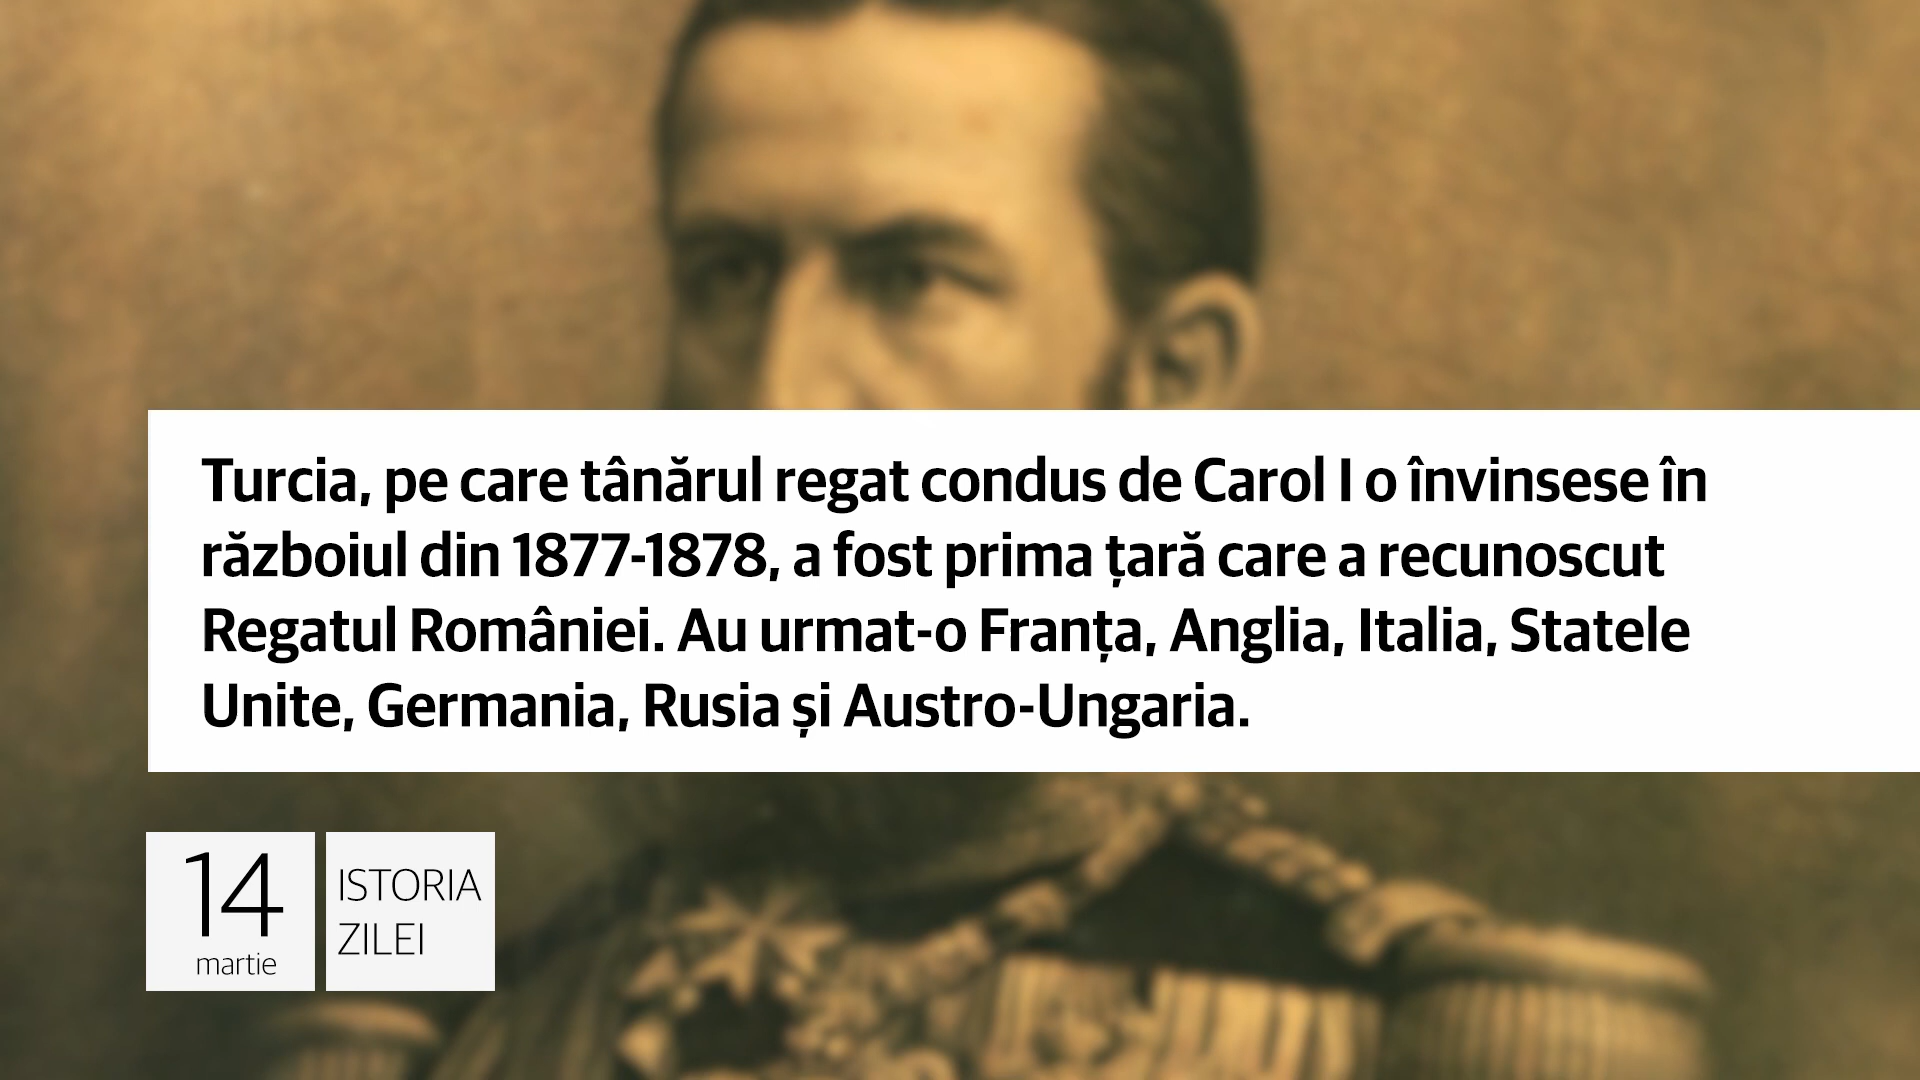 Turcia, pe care tânărul regat condus de Carol I o învinsese în
războiul din 1877-1878, a fost prima țară care a recunoscut
Regatul României. Au urmat-o Franța, Anglia, Italia, Statele
Unite, Germania, Rusia și Austro-Ungaria.
14
martie
ISTORIA
ZILEI